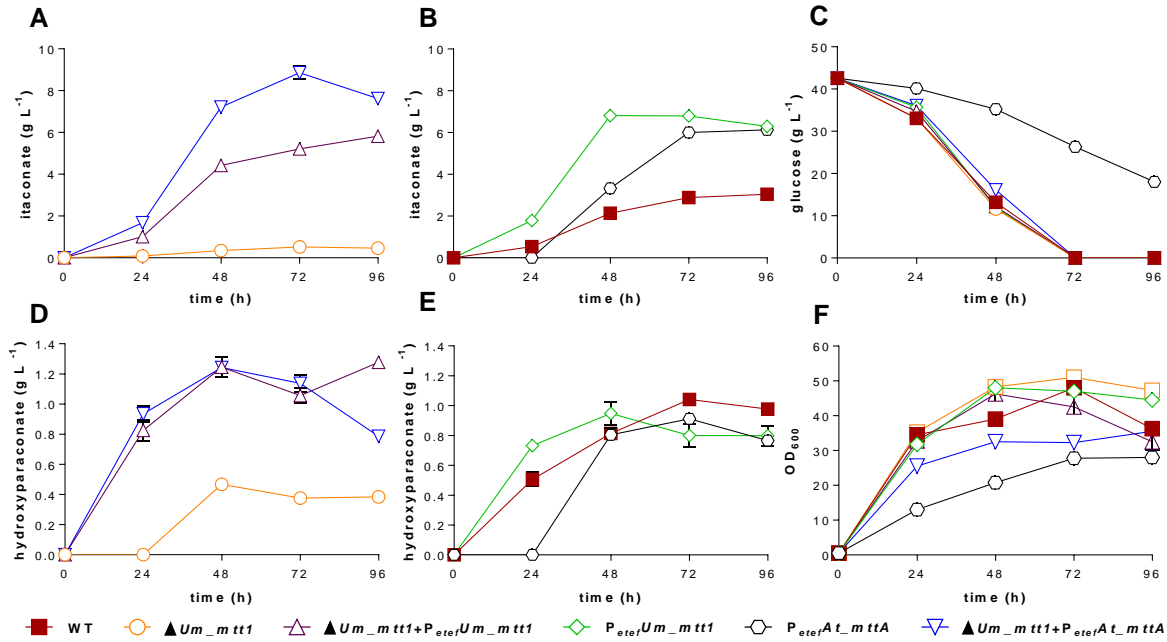 A
itaconate (g L⁻¹)
10
8
6
4
2
0
0 24 48 72 96
time (h)
B
itaconate (g L⁻¹)
10
8
6
4
2
0
0 24 48 72 96
time (h)
C
glucose (g L⁻¹)
50
40
30
20
10
0
0 24 48 72 96
time (h)
D
hydroxyparaconate (g L⁻¹)
1.4
1.2
1.0
0.8
0.6
0.4
0.2
0.0
0 24 48 72 96
time (h)
E
hydroxyparaconate (g L⁻¹)
1.4
1.2
1.0
0.8
0.6
0.4
0.2
0.0
0 24 48 72 96
time (h)
F
OD₆₀₀
60
50
40
30
20
10
0
0 24 48 72 96
time (h)
WT ▲Um_mtt1 ▲Um_mtt1+PetefUm_mtt1 PetefUm_mtt1 PetefAt_mttA ▲Um_mtt1+PetefAt_mttA